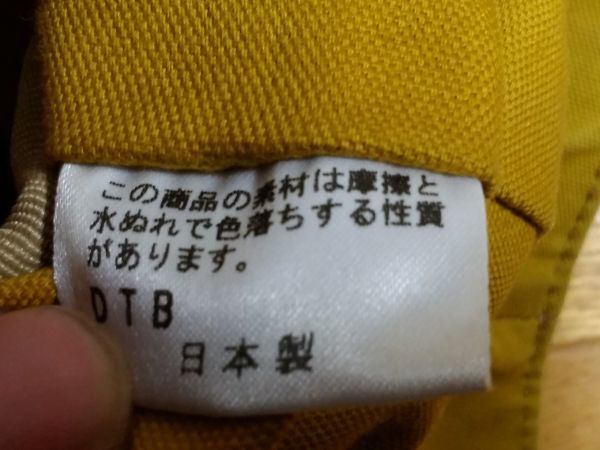 この商品の素材は摩擦と
水ぬれで色落ちする性質
があります。
DTB
日本製